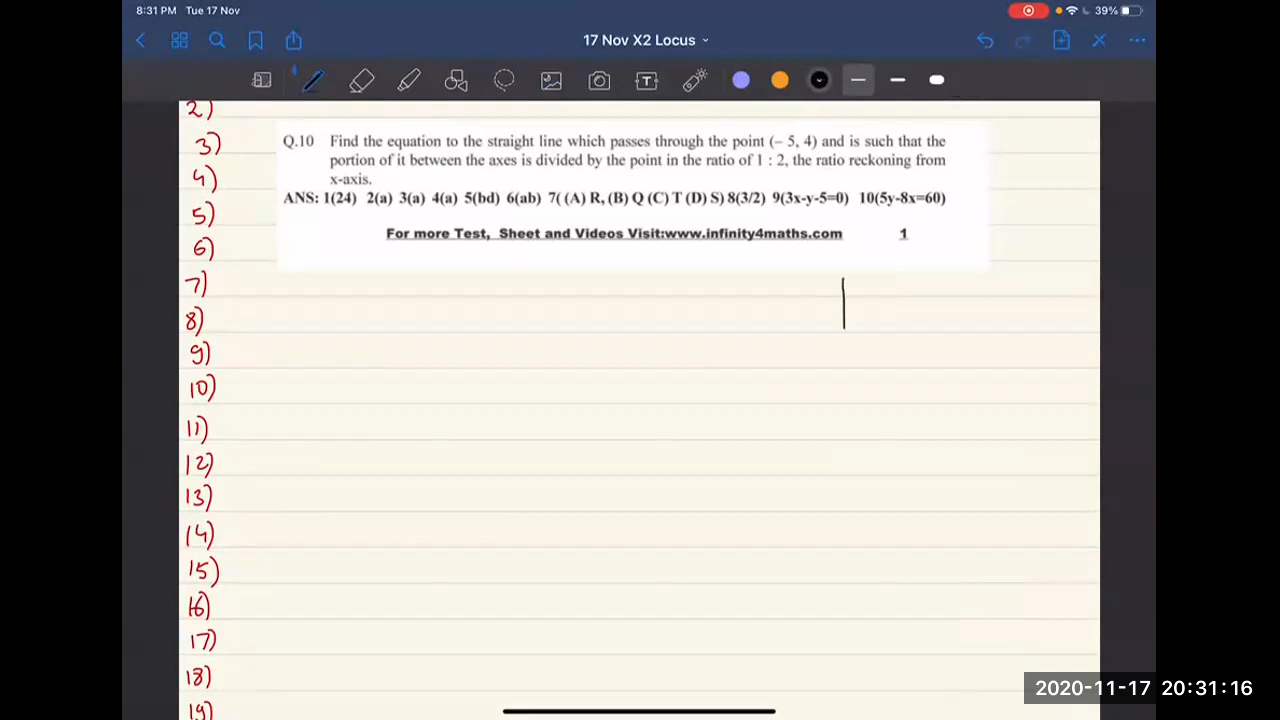 8:31 PM Tue 17 Nov
39%
17 Nov X2 Locus
2)
Q.10 Find the equation to the straight line which passes through the point (– 5, 4) and is such that the
portion of it between the axes is divided by the point in the ratio of 1 : 2, the ratio reckoning from
x-axis.
ANS: 1(24) 2(a) 3(a) 4(a) 5(bd) 6(ab) 7( (A) R, (B) Q (C) T (D) S) 8(3/2) 9(3x-y-5=0) 10(5y-8x=60)
For more Test, Sheet and Videos Visit:www.infinity4maths.com 1
3)
4)
5)
6)
7)
8)
9)
10)
11)
12)
13)
14)
15)
16)
17)
18)
19)
2020-11-17 20:31:16